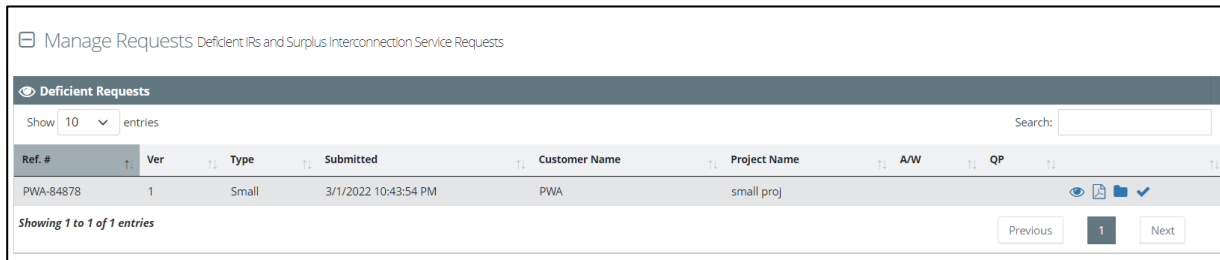 Manage Requests Deficient IRs and Surplus Interconnection Service Requests
Deficient Requests
Show 10 entries Search:
Ref. # Ver Type Submitted Customer Name Project Name A/W QP
PWA-84878 1 Small 3/1/2022 10:43:54 PM PWA small proj
Showing 1 to 1 of 1 entries
Previous 1 Next